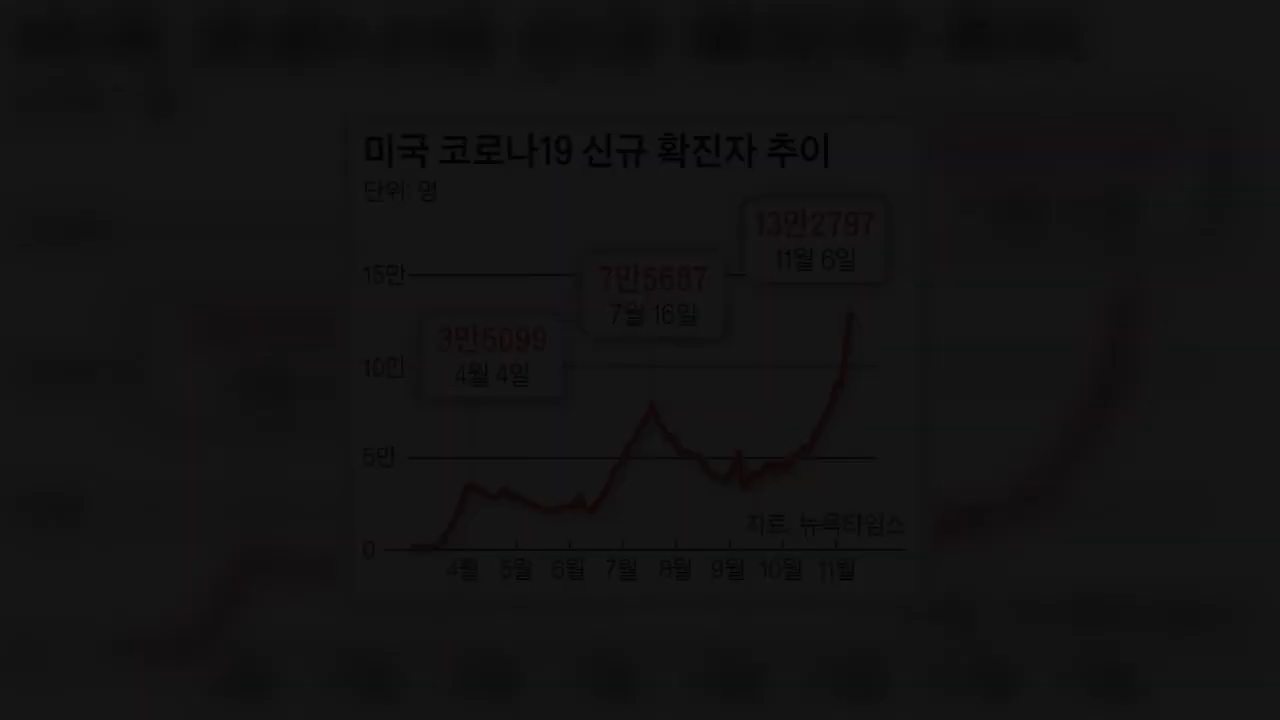 미국 코로나19 신규 확진자 추이
단위: 명
13만2797
11월 6일
7만5687
7월 16일
3만5099
4월 4일
15만
10만
5만
0
자료: 뉴욕타임스
4월 5월 6월 7월 8월 9월 10월 11월